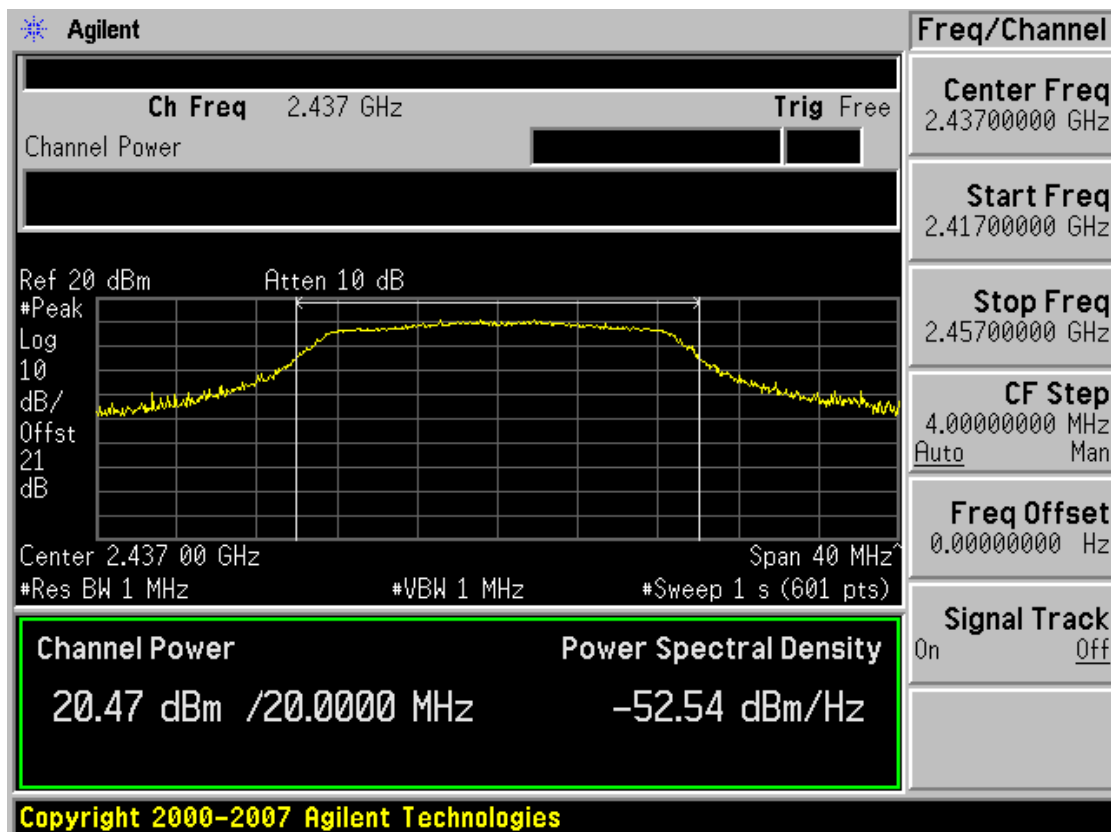 Agilent
Ch Freq 2.437 GHz Trig Free
Channel Power
Ref 20 dBm Atten 10 dB
#Peak
Log
10
dB/
Offst
21
dB
Center 2.437 00 GHz Span 40 MHz^
#Res BW 1 MHz #VBW 1 MHz #Sweep 1 s (601 pts)
Channel Power Power Spectral Density
20.47 dBm /20.0000 MHz -52.54 dBm/Hz
Copyright 2000-2007 Agilent Technologies
Freq/Channel
Center Freq
2.43700000 GHz
Start Freq
2.41700000 GHz
Stop Freq
2.45700000 GHz
CF Step
4.00000000 MHz
Auto Man
Freq Offset
0.00000000 Hz
Signal Track
On Off